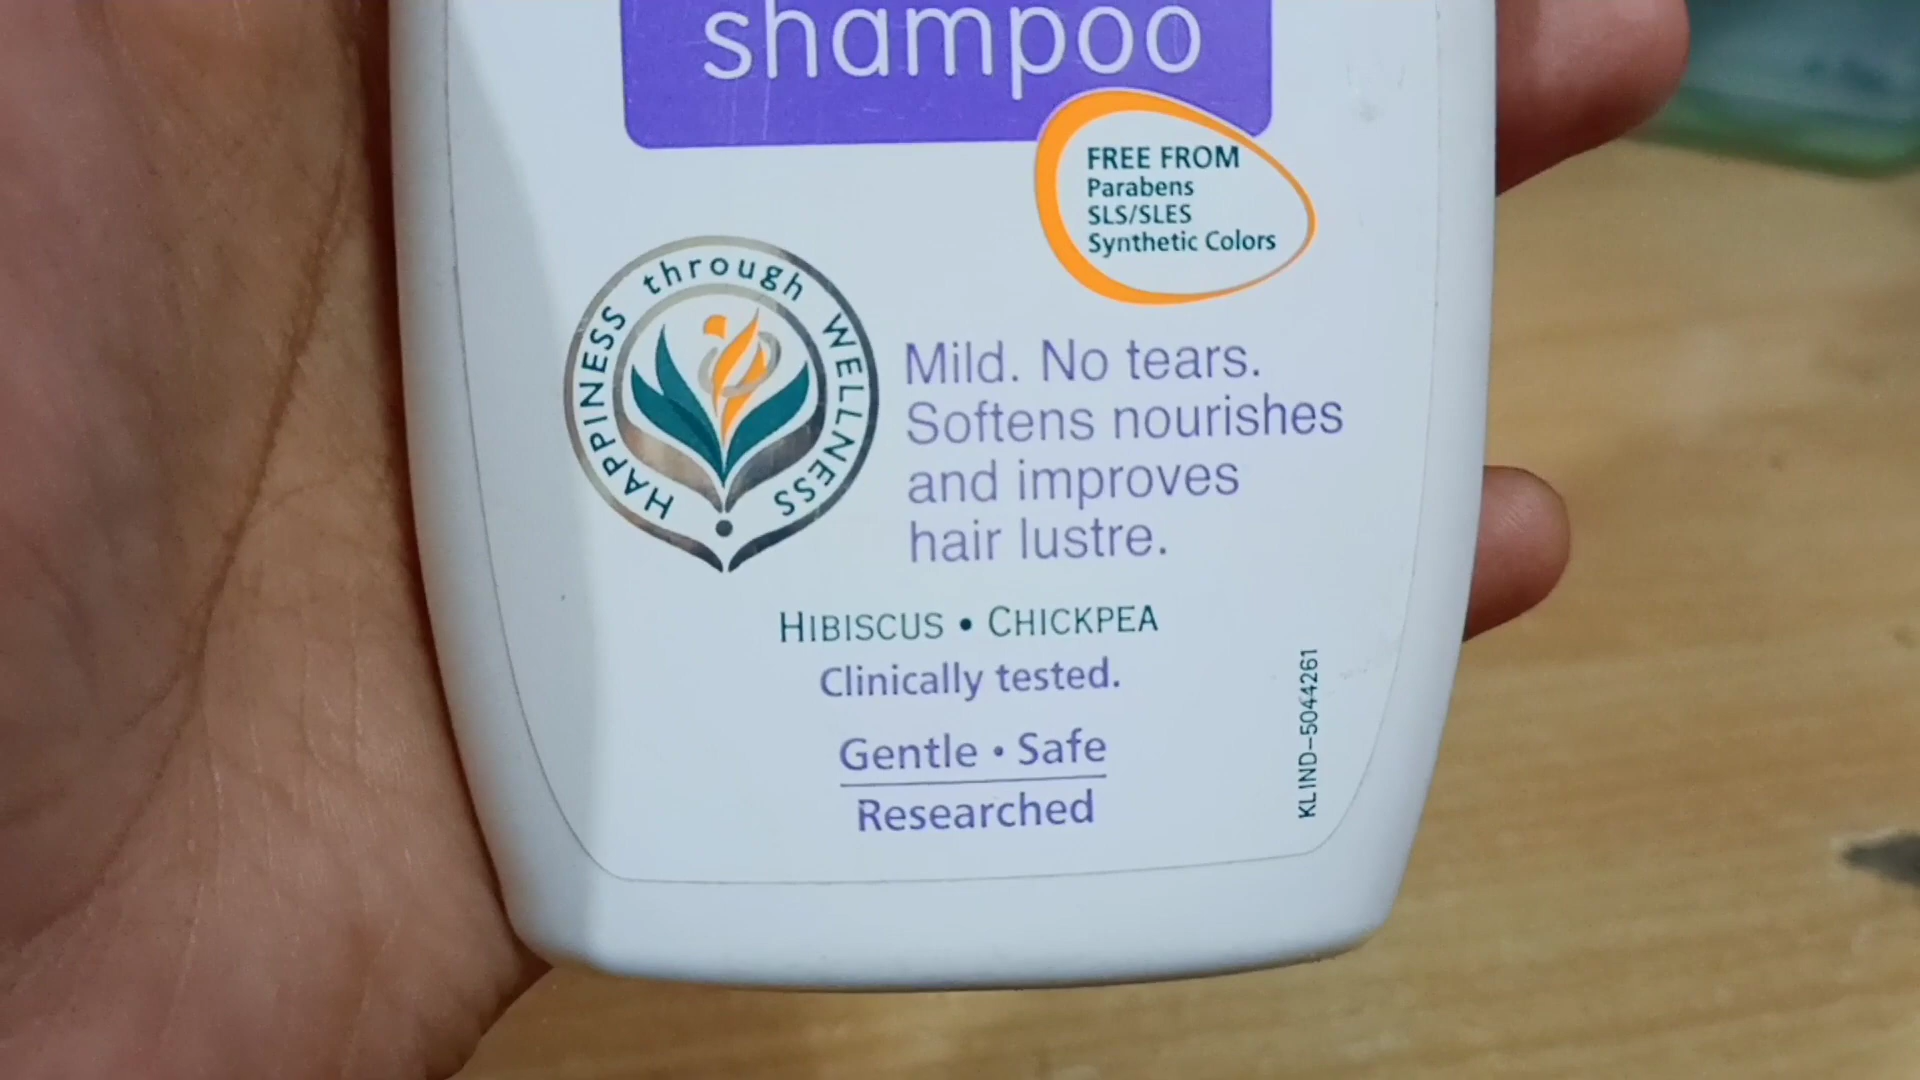 shampoo
FREE FROM
Parabens
SLS/SLES
Synthetic Colors
HAPPINESS through WELLNESS
Mild. No tears.
Softens nourishes
and improves
hair lustre.
HIBISCUS • CHICKPEA
Clinically tested.
Gentle • Safe
Researched
KLIND-5044261